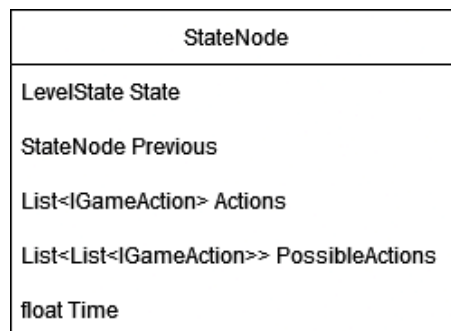 StateNode
LevelState State
StateNode Previous
List<IGameAction> Actions
List<List<IGameAction>> PossibleActions
float Time